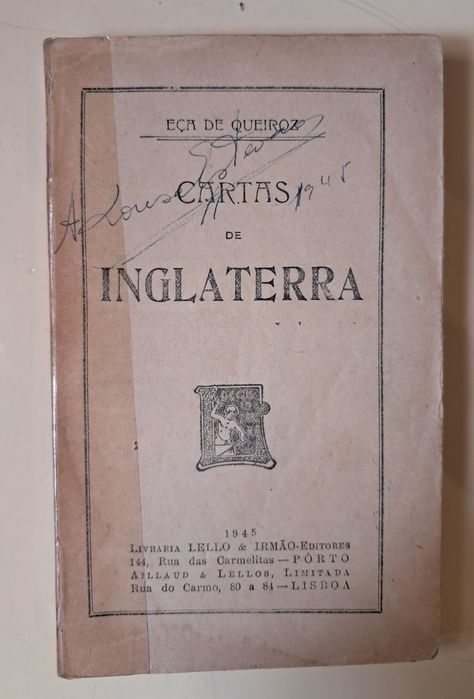 EÇA DE QUEIROZ
CARTAS
1945
DE
INGLATERRA
1945
LIVRARIA LELLO & IRMÃO-EDITORES
144, RUA DAS CARMELITAS — PÔRTO
AILLAUD & LELLOS, LIMITADA
RUA DO CARMO, 80 a 84 — LISBOA